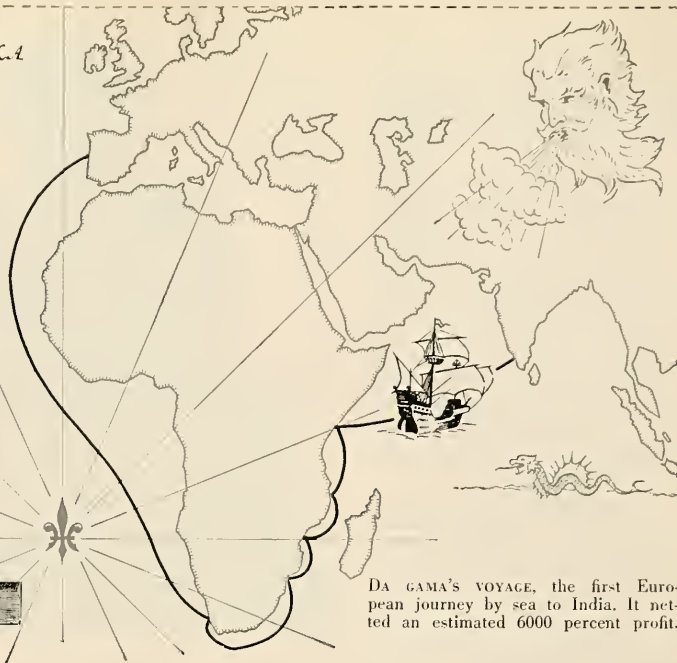 DA GAMA'S VOYAGE, the first Euro-
pean journey by sea to India. It net-
ted an estimated 6000 percent profit.